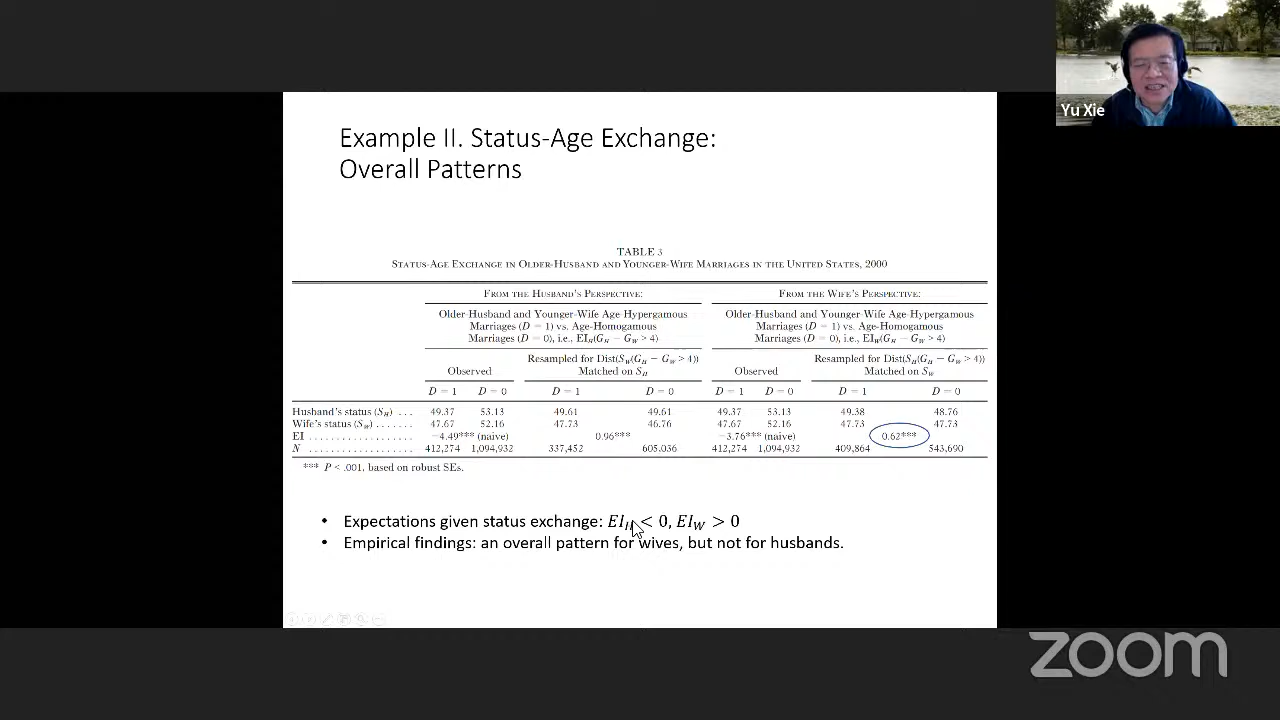 Yu Xie
Example II. Status-Age Exchange:
Overall Patterns
TABLE 3
Status-Age Exchange in Older-Husband and Younger-Wife Marriages in the United States, 2000
From the Husband's Perspective: From the Wife's Perspective:
Older-Husband and Younger-Wife Age-Hypergamous Older-Husband and Younger-Wife Age-Hypergamous
Marriages (D = 1) vs. Age-Homogamous Marriages (D = 1) vs. Age-Homogamous
Marriages (D = 0), i.e., EI_H(G_H − G_W > 4) Marriages (D = 0), i.e., EI_W(G_H − G_W > 4)
Resampled for Dist(S_W(G_H − G_W > 4)) Resampled for Dist(S_H(G_H − G_W > 4))
Observed Matched on S_H Observed Matched on S_W
D = 1 D = 0 D = 1 D = 0 D = 1 D = 0 D = 1 D = 0
Husband's status (S_H) ... 49.37 53.13 49.61 49.61 49.37 53.13 49.38 48.76
Wife's status (S_W) ....... 47.67 52.16 47.73 46.76 47.67 52.16 47.73 47.73
EI .................... −4.49*** (naive) 0.96*** −3.76*** (naive) 0.62***
N .................... 412,274 1,094,932 337,452 605,036 412,274 1,094,932 409,864 543,690
*** P < .001, based on robust SEs.
• Expectations given status exchange: EI_H < 0, EI_W > 0
• Empirical findings: an overall pattern for wives, but not for husbands.
zoom